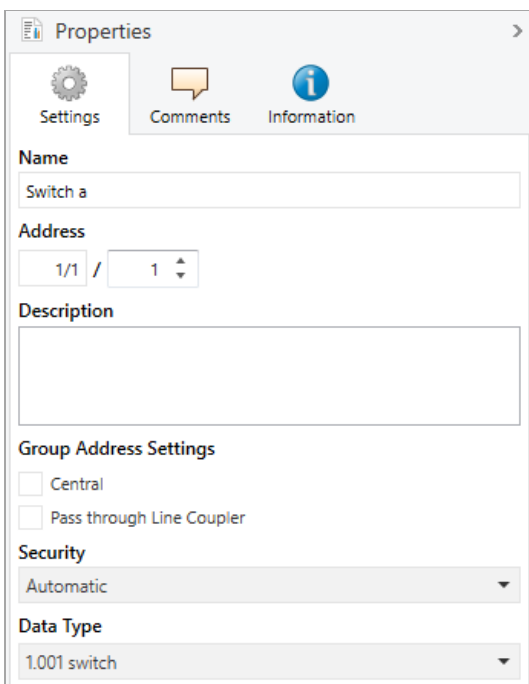 Properties
Settings Comments Information
Name
Switch a
Address
1/1 / 1
Description
Group Address Settings
Central
Pass through Line Coupler
Security
Automatic
Data Type
1.001 switch